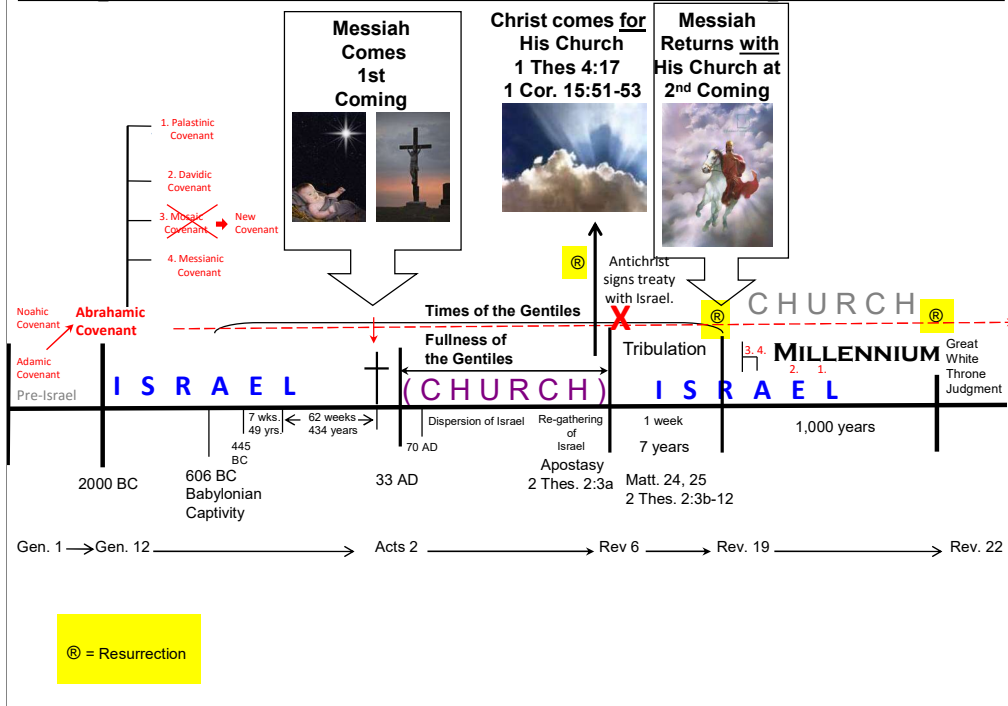 Messiah
Comes
1st
Coming
Christ comes for
His Church
1 Thes 4:17
1 Cor. 15:51-53
Messiah
Returns with
His Church at
2nd Coming
1. Palastinic
Covenant
2. Davidic
Covenant
3. Mosaic
Covenant
New
Covenant
4. Messianic
Covenant
Noahic
Covenant
Abrahamic
Covenant
Adamic
Covenant
Pre-Israel
®
Antichrist
signs treaty
with Israel.
X
Times of the Gentiles
Fullness of
the Gentiles
®
CHURCH
®
Tribulation
3. 4.
MILLENNIUM
2. 1.
Great
White
Throne
Judgment
ISRAEL
(CHURCH)
ISRAEL
7 wks.
49 yrs.
62 weeks
434 years
Dispersion of Israel
Re-gathering
of
Israel
1 week
7 years
1,000 years
445
BC
70 AD
2000 BC
606 BC
Babylonian
Captivity
33 AD
Apostasy
2 Thes. 2:3a
Matt. 24, 25
2 Thes. 2:3b-12
Gen. 1
Gen. 12
Acts 2
Rev 6
Rev. 19
Rev. 22
® = Resurrection